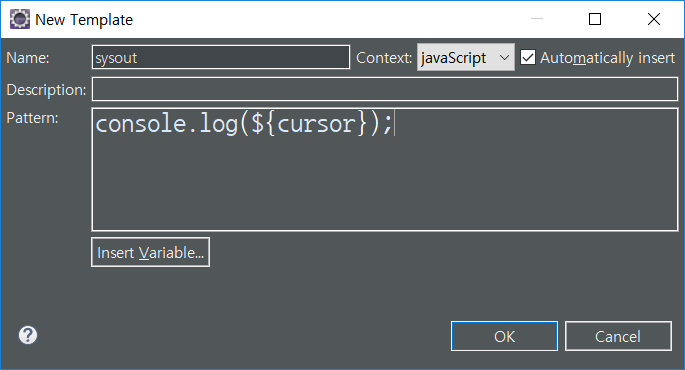 New Template
Name: sysout Context: javaScript Automatically insert
Description:
Pattern: console.log(${cursor});
Insert Variable...
? OK Cancel